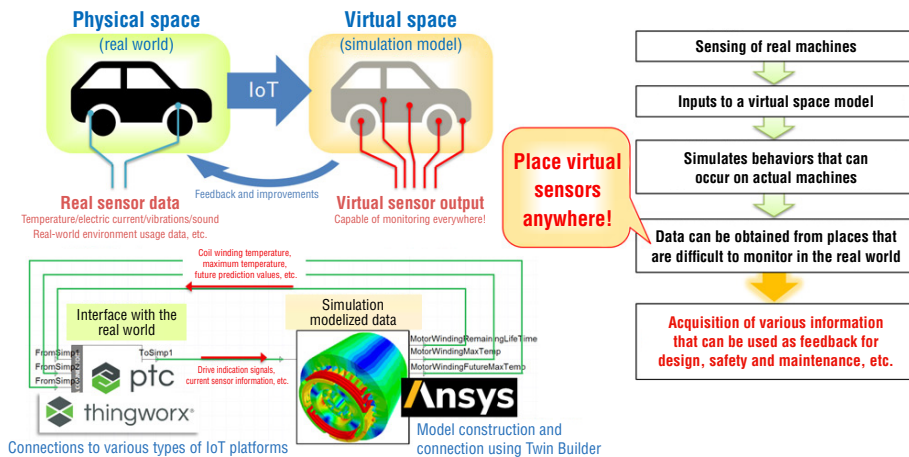 Physical space
(real world)
Virtual space
(simulation model)
IoT
Feedback and improvements
Real sensor data
Temperature/electric current/vibrations/sound
Real-world environment usage data, etc.
Virtual sensor output
Capable of monitoring everywhere!
Coil winding temperature,
maximum temperature,
future prediction values, etc.
Interface with the
real world
Simulation
modelized data
FromSimp1
FromSimp2
FromSimp3
ToSimp1
Drive indication signals,
current sensor information, etc.
MotorWindingRemainingLifeTime
MotorWindingMaxTemp
MotorWindingFutureMaxTemp
ptc
thingworx®
Ansys
Connections to various types of IoT platforms
Model construction and
connection using Twin Builder
Sensing of real machines
Inputs to a virtual space model
Simulates behaviors that can
occur on actual machines
Place virtual
sensors
anywhere!
Data can be obtained from places that
are difficult to monitor in the real world
Acquisition of various information
that can be used as feedback for
design, safety and maintenance, etc.